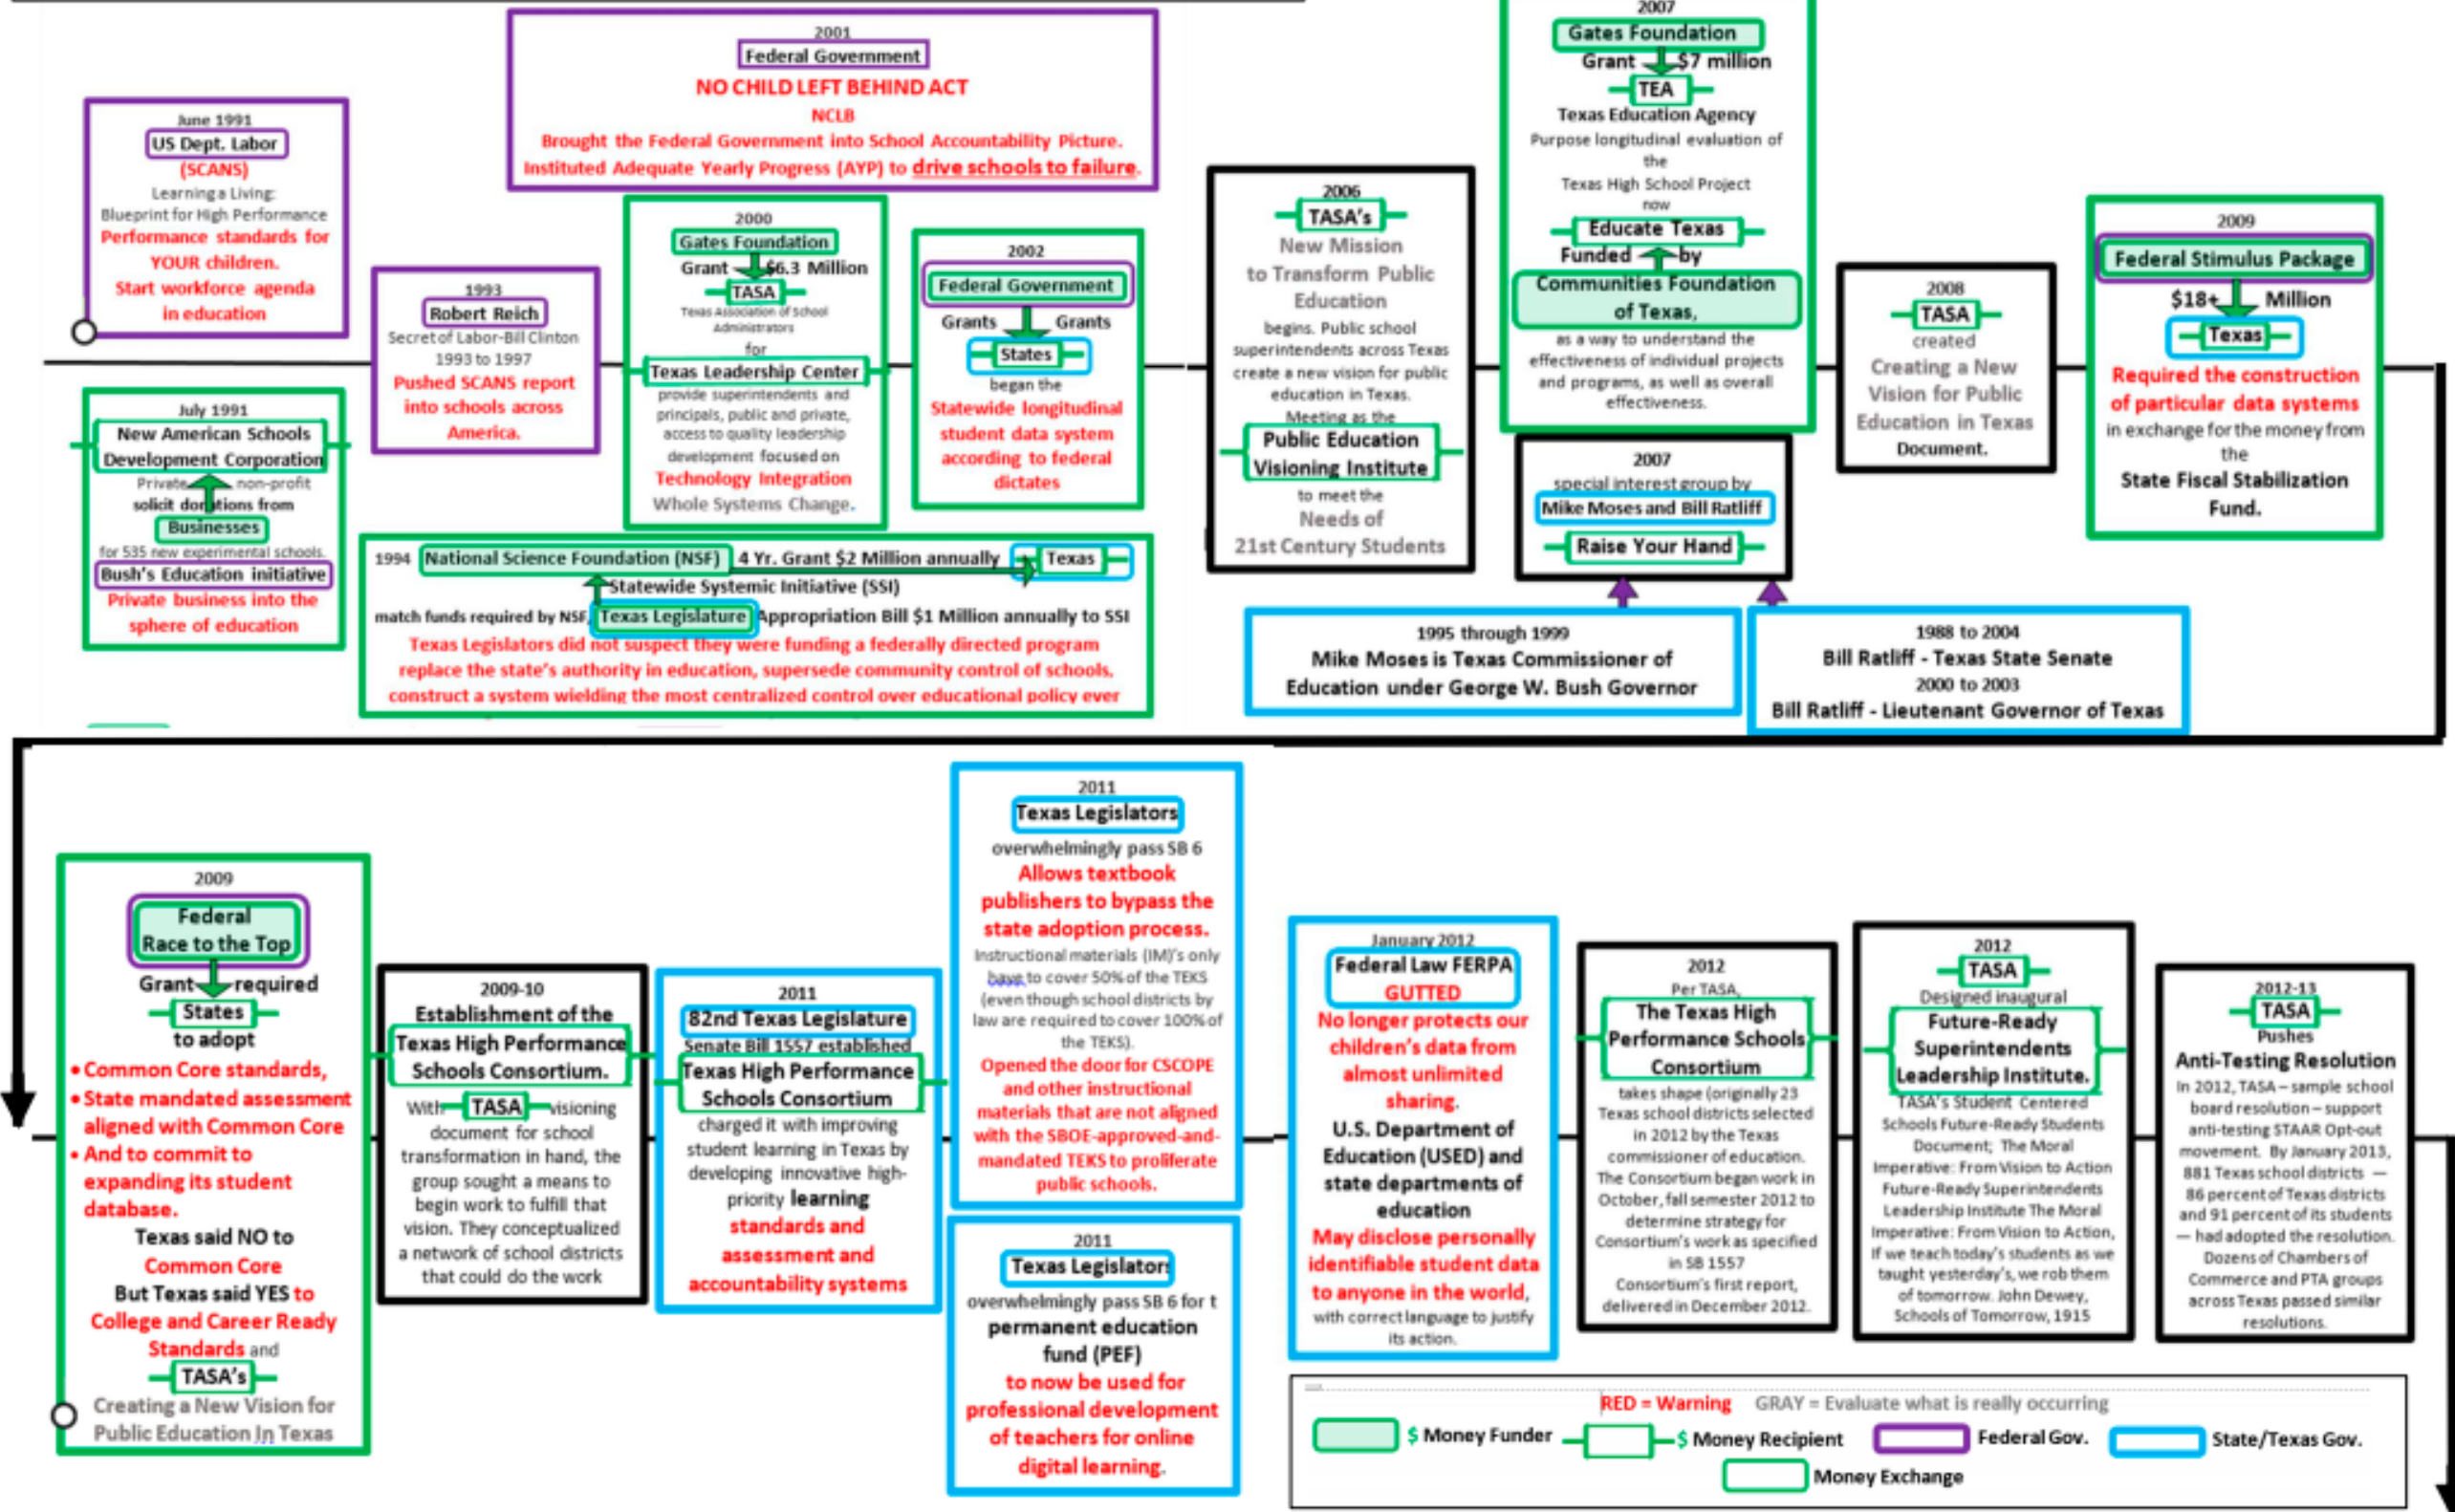 June 1991
US Dept. Labor
(SCANS)
Learning a Living:
Blueprint for High Performance
Performance standards for
YOUR children.
Start workforce agenda
in education
July 1991
New American Schools
Development Corporation
Private non-profit
solicit donations from
Businesses
for 535 new experimental schools.
Bush's Education initiative
Private business into the
sphere of education
1993
Robert Reich
Secret of Labor-Bill Clinton
1993 to 1997
Pushed SCANS report
into schools across
America.
2001
Federal Government
NO CHILD LEFT BEHIND ACT
NCLB
Brought the Federal Government into School Accountability Picture.
Instituted Adequate Yearly Progress (AYP) to drive schools to failure.
2000
Gates Foundation
Grant $6.3 Million
TASA
Texas Association of School
Administrators
for
Texas Leadership Center
provide superintendents and
principals, public and private,
access to quality leadership
development focused on
Technology Integration
Whole Systems Change.
2002
Federal Government
Grants Grants
States
began the
Statewide longitudinal
student data system
according to federal
dictates
1994 National Science Foundation (NSF) 4 Yr. Grant $2 Million annually Texas
Statewide Systemic Initiative (SSI)
match funds required by NSF, Texas Legislature Appropriation Bill $1 Million annually to SSI
Texas Legislators did not suspect they were funding a federally directed program
replace the state's authority in education, supersede community control of schools,
construct a system wielding the most centralized control over educational policy ever
2006
TASA's
New Mission
to Transform Public
Education
begins. Public school
superintendents across Texas
create a new vision for public
education in Texas.
Meeting as the
Public Education
Visioning Institute
to meet the
Needs of
21st Century Students
2007
Gates Foundation
Grant $7 million
TEA
Texas Education Agency
Purpose longitudinal evaluation of
the
Texas High School Project
now
Educate Texas
Funded by
Communities Foundation
of Texas,
as a way to understand the
effectiveness of individual projects
and programs, as well as overall
effectiveness.
2007
special interest group by
Mike Moses and Bill Ratliff
Raise Your Hand
1995 through 1999
Mike Moses is Texas Commissioner of
Education under George W. Bush Governor
1988 to 2004
Bill Ratliff - Texas State Senate
2000 to 2003
Bill Ratliff - Lieutenant Governor of Texas
2008
TASA
created
Creating a New
Vision for Public
Education in Texas
Document.
2009
Federal Stimulus Package
$18+ Million
Texas
Required the construction
of particular data systems
in exchange for the money from
the
State Fiscal Stabilization
Fund.
2009
Federal
Race to the Top
Grant required
States
to adopt
• Common Core standards,
• State mandated assessment
aligned with Common Core
• And to commit to
expanding its student
database.
Texas said NO to
Common Core
But Texas said YES to
College and Career Ready
Standards and
TASA's
Creating a New Vision for
Public Education In Texas
2009-10
Establishment of the
Texas High Performance
Schools Consortium.
With TASA visioning
document for school
transformation in hand, the
group sought a means to
begin work to fulfill that
vision. They conceptualized
a network of school districts
that could do the work
2011
82nd Texas Legislature
Senate Bill 1557 established
Texas High Performance
Schools Consortium
charged it with improving
student learning in Texas by
developing innovative high-
priority learning
standards and
assessment and
accountability systems
2011
Texas Legislators
overwhelmingly pass SB 6
Allows textbook
publishers to bypass the
state adoption process.
Instructional materials (IM)'s only
have to cover 50% of the TEKS
(even though school districts by
law are required to cover 100% of
the TEKS).
Opened the door for CSCOPE
and other instructional
materials that are not aligned
with the SBOE-approved-and-
mandated TEKS to proliferate
public schools.
2011
Texas Legislators
overwhelmingly pass SB 6 for t
permanent education
fund (PEF)
to now be used for
professional development
of teachers for online
digital learning.
January 2012
Federal Law FERPA
GUTTED
No longer protects our
children's data from
almost unlimited
sharing.
U.S. Department of
Education (USED) and
state departments of
education
May disclose personally
identifiable student data
to anyone in the world,
with correct language to justify
its action.
2012
Per TASA,
The Texas High
Performance Schools
Consortium
takes shape (originally 23
Texas school districts selected
in 2012 by the Texas
commissioner of education.
The Consortium began work in
October, fall semester 2012 to
determine strategy for
Consortium's work as specified
in SB 1557
Consortium's first report,
delivered in December 2012.
2012
TASA
Designed inaugural
Future-Ready
Superintendents
Leadership Institute.
TASA's Student Centered
Schools Future-Ready Students
Document; The Moral
Imperative: From Vision to Action
Future-Ready Superintendents
Leadership Institute The Moral
Imperative: From Vision to Action,
If we teach today's students as we
taught yesterday's, we rob them
of tomorrow. John Dewey,
Schools of Tomorrow, 1915
2012-13
TASA
Pushes
Anti-Testing Resolution
In 2012, TASA – sample school
board resolution – support
anti-testing STAAR Opt-out
movement. By January 2013,
881 Texas school districts —
86 percent of Texas districts
and 91 percent of its students
— had adopted the resolution.
Dozens of Chambers of
Commerce and PTA groups
across Texas passed similar
resolutions.
RED = Warning GRAY = Evaluate what is really occurring
$ Money Funder $ Money Recipient Federal Gov. State/Texas Gov.
Money Exchange